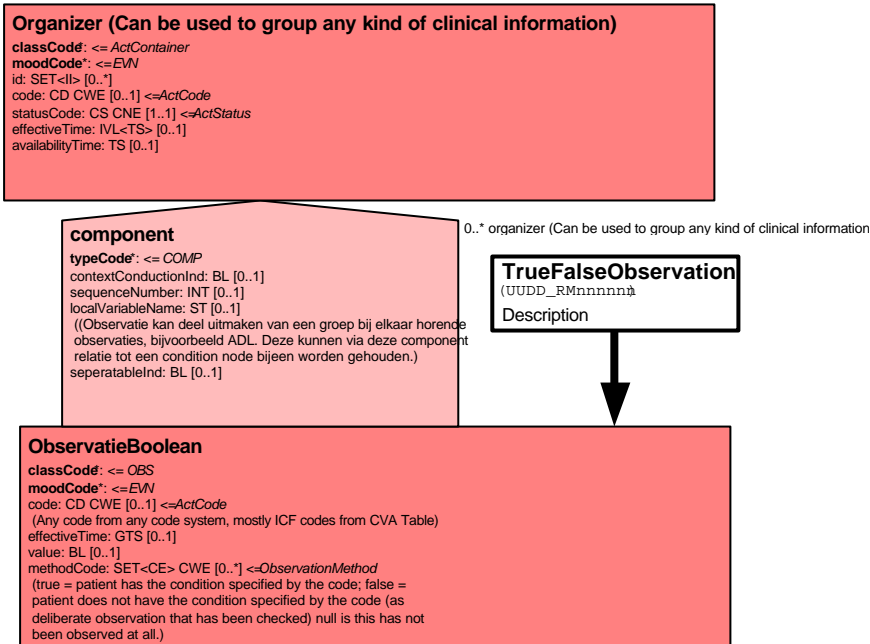 Organizer (Can be used to group any kind of clinical information)
classCode*: <= ActContainer
moodCode*: <= EVN
id: SET<II> [0..*]
code: CD CWE [0..1] <= ActCode
statusCode: CS CNE [1..1] <= ActStatus
effectiveTime: IVL<TS> [0..1]
availabilityTime: TS [0..1]
0..* organizer (Can be used to group any kind of clinical information
component
typeCode*: <= COMP
contextConductionInd: BL [0..1]
sequenceNumber: INT [0..1]
localVariableName: ST [0..1]
((Observatie kan deel uitmaken van een groep bij elkaar horende
observaties, bijvoorbeeld ADL. Deze kunnen via deze component
relatie tot een condition node bijeen worden gehouden.)
seperatableInd: BL [0..1]
TrueFalseObservation
(UUDD_RMnnnnnn)
Description
ObservatieBoolean
classCode*: <= OBS
moodCode*: <= EVN
code: CD CWE [0..1] <= ActCode
(Any code from any code system, mostly ICF codes from CVA Table)
effectiveTime: GTS [0..1]
value: BL [0..1]
methodCode: SET<CE> CWE [0..*] <= ObservationMethod
(true = patient has the condition specified by the code; false =
patient does not have the condition specified by the code (as
deliberate observation that has been checked) null is this has not
been observed at all.)